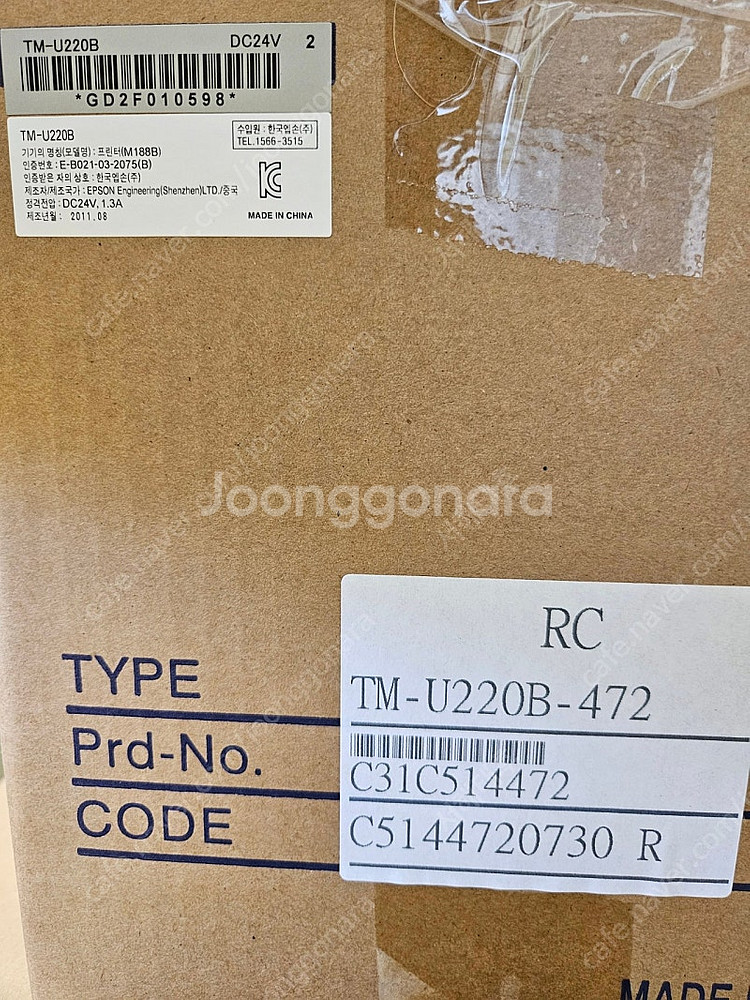 TM-U220B DC24V 2
*GD2F010598*
TM-U220B
수입원 : 한국엡손(주)
TEL.1566-3515
기기의 명칭(모델명) : 프린터(M188B)
인증번호 : E-B021-03-2075(B)
인증받은 자의 상호 : 한국엡손(주)
제조자/제조국가 : EPSON Engineering(Shenzhen)LTD./중국
정격전압 : DC24V, 1.3A
제조년월 : 2011.08
MADE IN CHINA
Joonggonara
RC
TYPE TM-U220B-472
Prd-No. C31C514472
CODE C5144720730 R
MADE